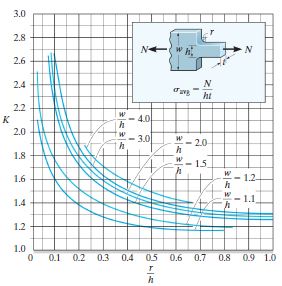 3.0
2.8
2.6
2.4
2.2
K
2.0
1.8
1.6
1.4
1.2
1.0
N
w
h
r
t
N
σavg = N/ht
w/h = 4.0
w/h = 3.0
w/h = 2.0
w/h = 1.5
w/h = 1.2
w/h = 1.1
0 0.1 0.2 0.3 0.4 0.5 0.6 0.7 0.8 0.9 1.0
r
h